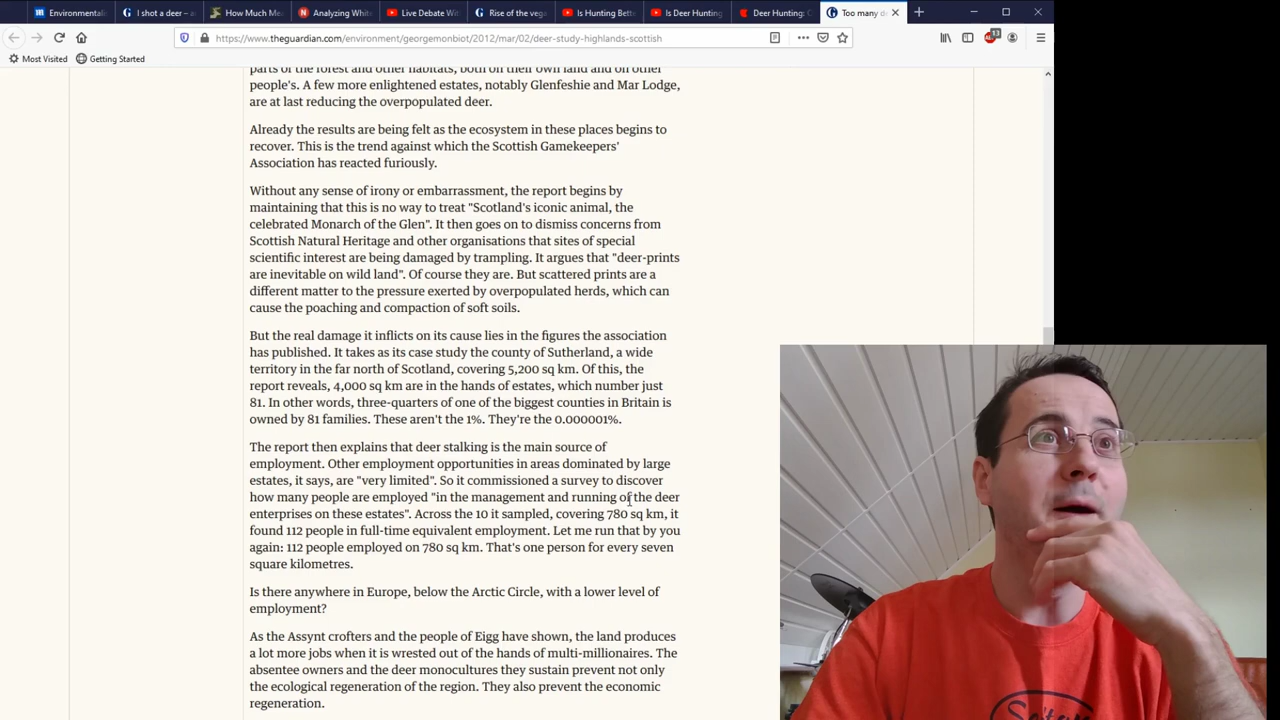 Environmentali
I shot a deer – a
How Much Me
Analyzing White
Live Debate Wit
Rise of the vega
Is Hunting Bette
Is Deer Hunting
Deer Hunting: C
Too many de
https://www.theguardian.com/environment/georgemonbiot/2012/mar/02/deer-study-highlands-scottish
13
Most Visited
Getting Started
parts of the forest and other habitats, both on their own land and on other
people's. A few more enlightened estates, notably Glenfeshie and Mar Lodge,
are at last reducing the overpopulated deer.
Already the results are being felt as the ecosystem in these places begins to
recover. This is the trend against which the Scottish Gamekeepers'
Association has reacted furiously.
Without any sense of irony or embarrassment, the report begins by
maintaining that this is no way to treat "Scotland's iconic animal, the
celebrated Monarch of the Glen". It then goes on to dismiss concerns from
Scottish Natural Heritage and other organisations that sites of special
scientific interest are being damaged by trampling. It argues that "deer-prints
are inevitable on wild land". Of course they are. But scattered prints are a
different matter to the pressure exerted by overpopulated herds, which can
cause the poaching and compaction of soft soils.
But the real damage it inflicts on its cause lies in the figures the association
has published. It takes as its case study the county of Sutherland, a wide
territory in the far north of Scotland, covering 5,200 sq km. Of this, the
report reveals, 4,000 sq km are in the hands of estates, which number just
81. In other words, three-quarters of one of the biggest counties in Britain is
owned by 81 families. These aren't the 1%. They're the 0.000001%.
The report then explains that deer stalking is the main source of
employment. Other employment opportunities in areas dominated by large
estates, it says, are "very limited". So it commissioned a survey to discover
how many people are employed "in the management and running of the deer
enterprises on these estates". Across the 10 it sampled, covering 780 sq km, it
found 112 people in full-time equivalent employment. Let me run that by you
again: 112 people employed on 780 sq km. That's one person for every seven
square kilometres.
Is there anywhere in Europe, below the Arctic Circle, with a lower level of
employment?
As the Assynt crofters and the people of Eigg have shown, the land produces
a lot more jobs when it is wrested out of the hands of multi-millionaires. The
absentee owners and the deer monocultures they sustain prevent not only
the ecological regeneration of the region. They also prevent the economic
regeneration.